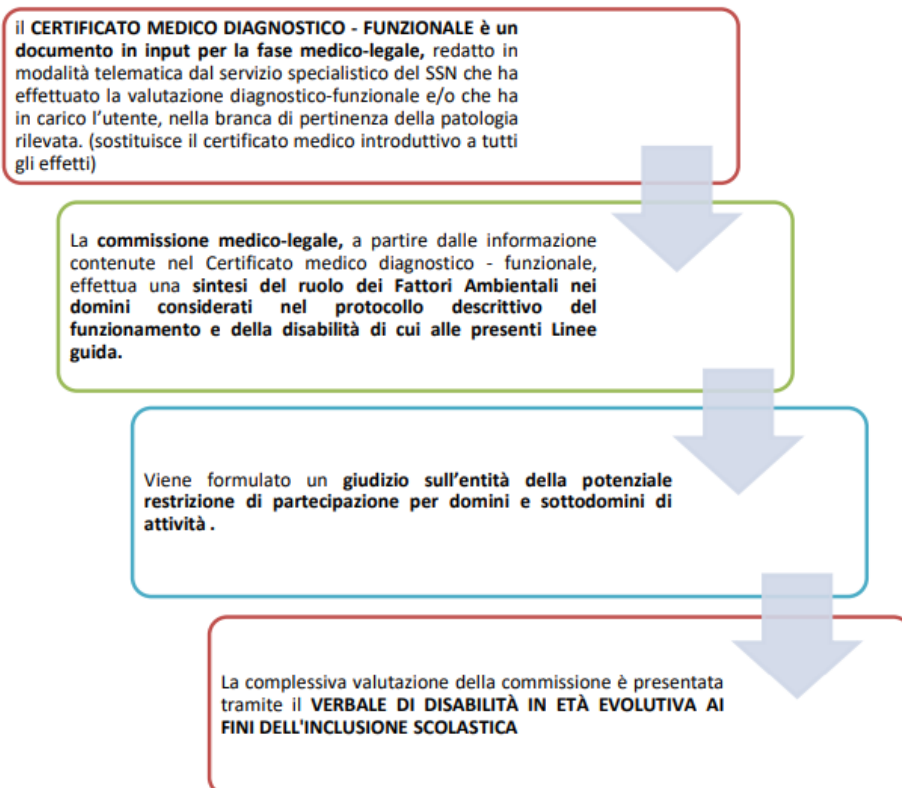 il CERTIFICATO MEDICO DIAGNOSTICO - FUNZIONALE è un
documento in input per la fase medico-legale, redatto in
modalità telematica dal servizio specialistico del SSN che ha
effettuato la valutazione diagnostico-funzionale e/o che ha
in carico l'utente, nella branca di pertinenza della patologia
rilevata. (sostituisce il certificato medico introduttivo a tutti
gli effetti)
La commissione medico-legale, a partire dalle informazione
contenute nel Certificato medico diagnostico - funzionale,
effettua una sintesi del ruolo dei Fattori Ambientali nei
domini considerati nel protocollo descrittivo del
funzionamento e della disabilità di cui alle presenti Linee
guida.
Viene formulato un giudizio sull'entità della potenziale
restrizione di partecipazione per domini e sottodomini di
attività .
La complessiva valutazione della commissione è presentata
tramite il VERBALE DI DISABILITÀ IN ETÀ EVOLUTIVA AI
FINI DELL'INCLUSIONE SCOLASTICA